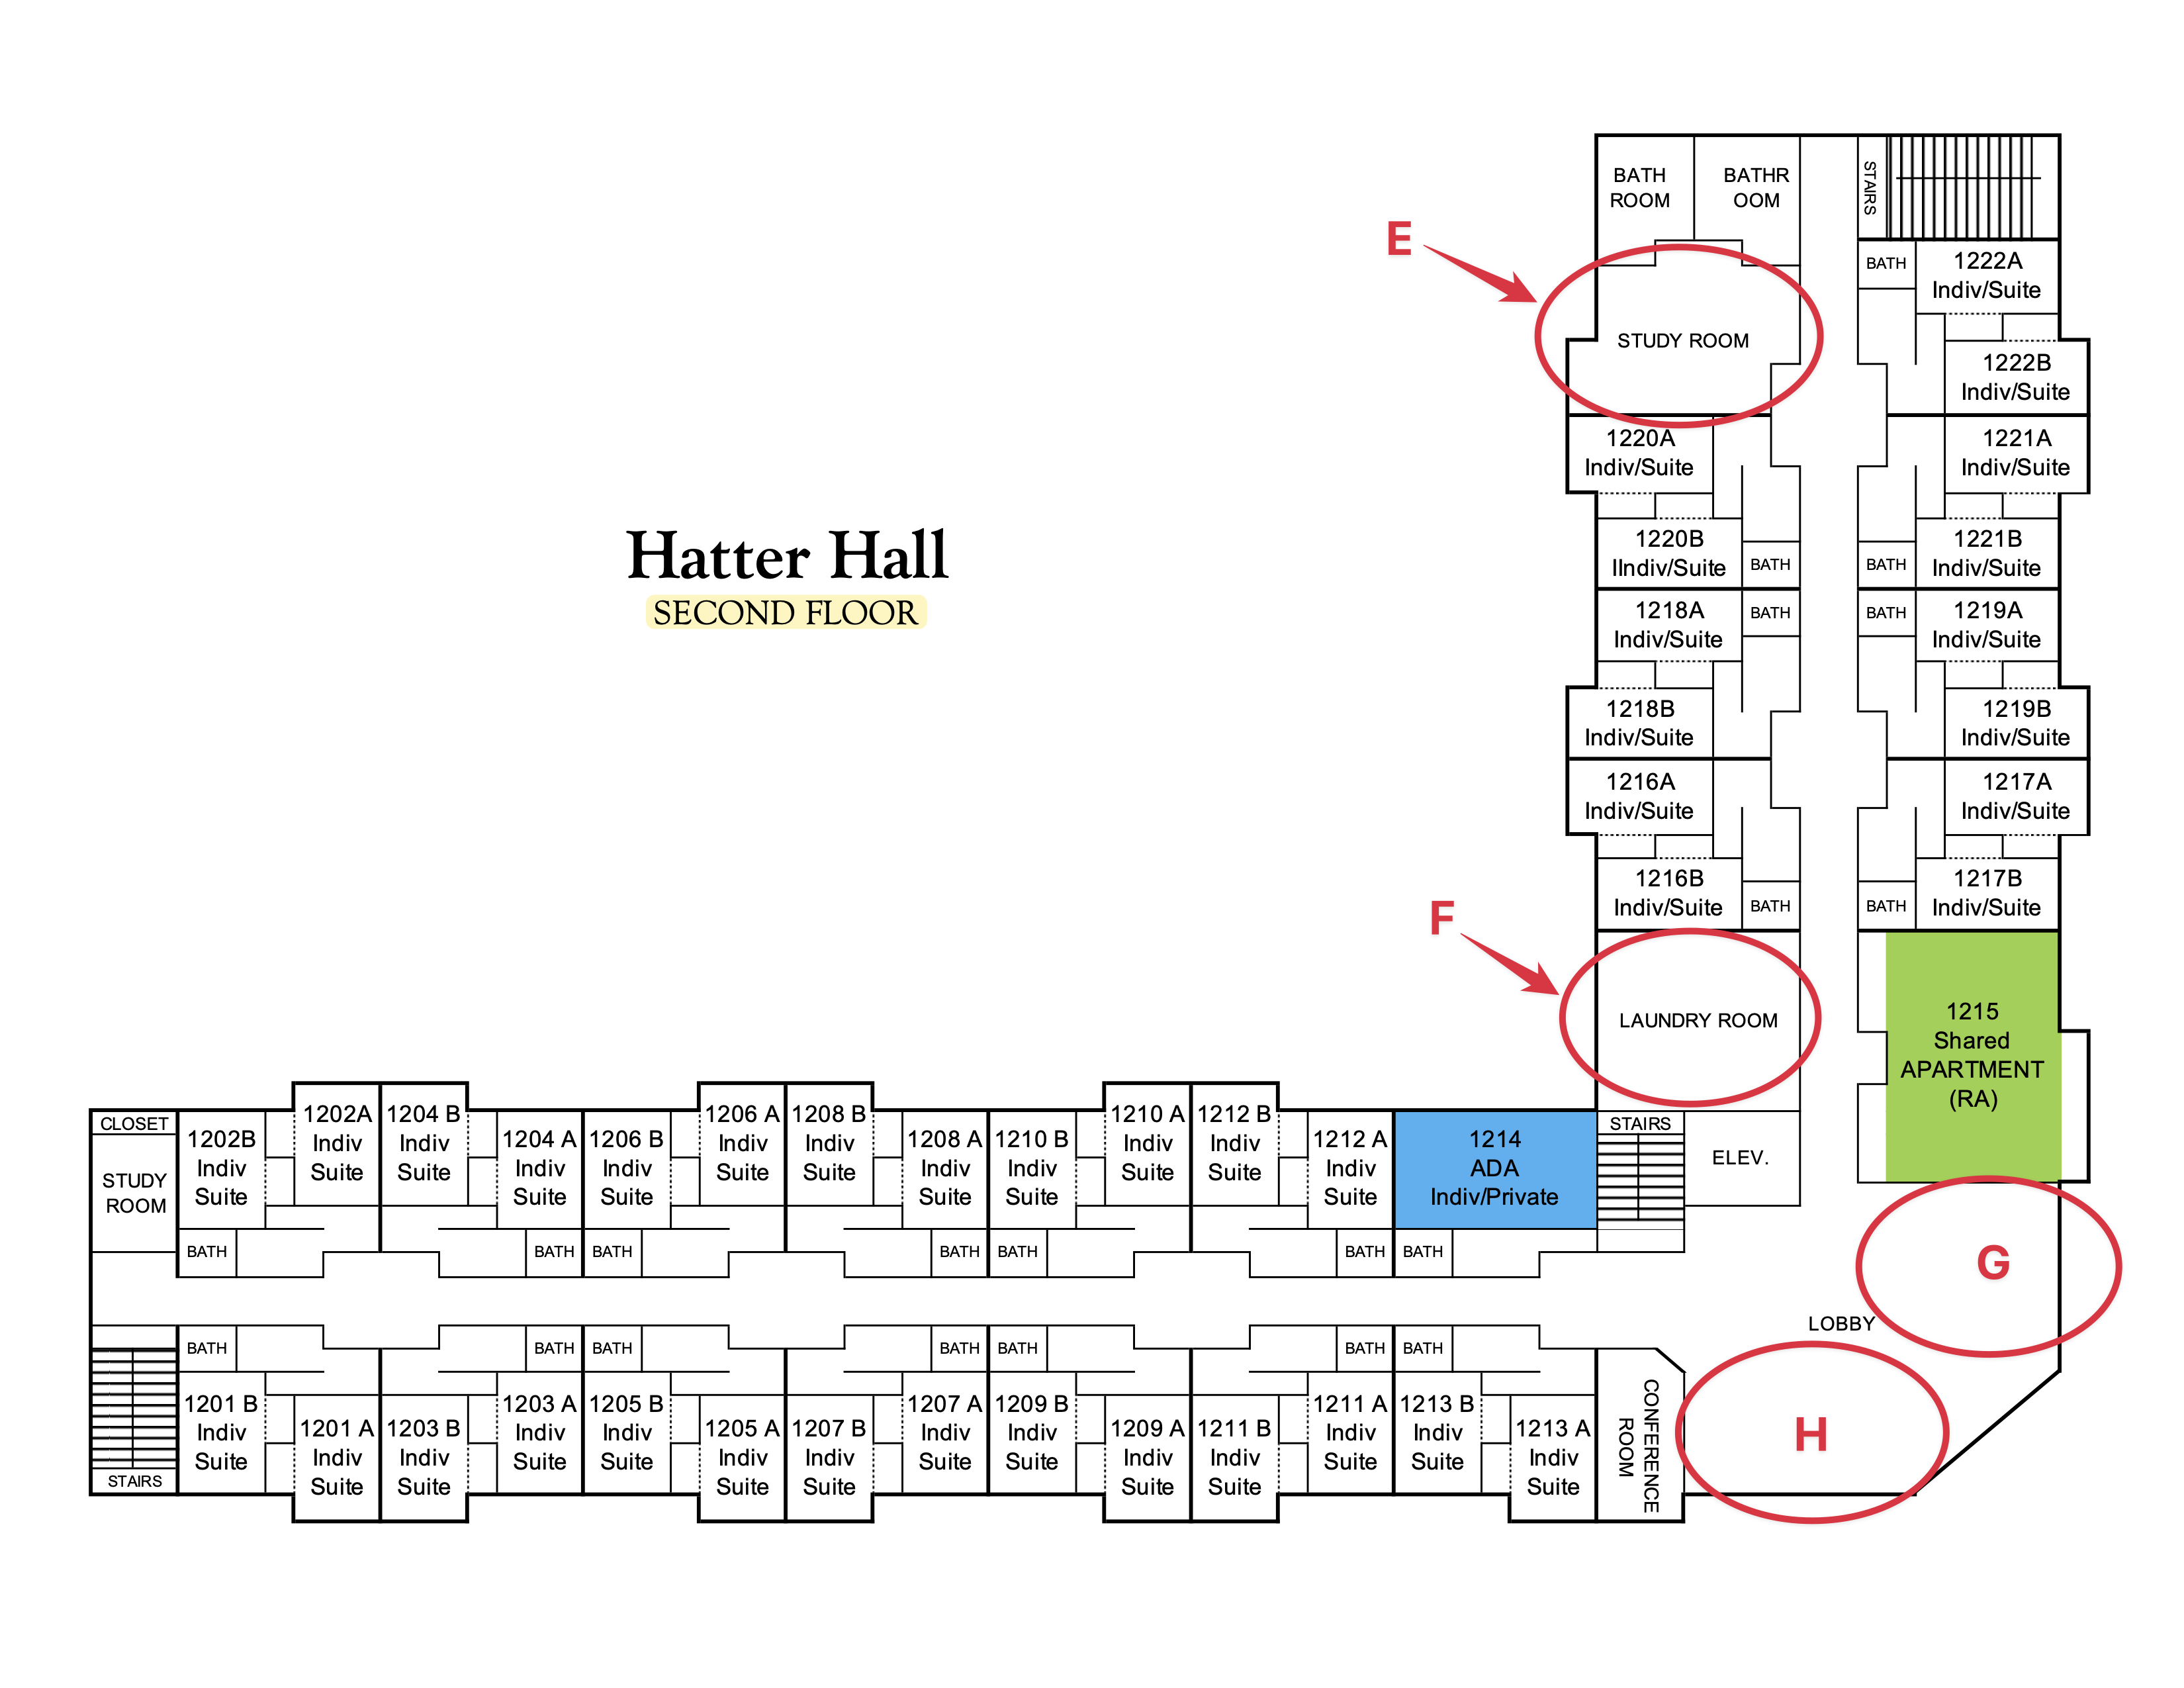 Hatter Hall
SECOND FLOOR
E
BATH
ROOM
BATHR
OOM
STAIRS
STUDY ROOM
BATH
1222A
Indiv/Suite
1222B
Indiv/Suite
1220A
Indiv/Suite
1221A
Indiv/Suite
1220B
IIndiv/Suite
BATH
BATH
1221B
Indiv/Suite
1218A
Indiv/Suite
BATH
BATH
1219A
Indiv/Suite
1218B
Indiv/Suite
1219B
Indiv/Suite
1216A
Indiv/Suite
1217A
Indiv/Suite
1216B
Indiv/Suite
BATH
BATH
1217B
Indiv/Suite
F
LAUNDRY ROOM
1215
Shared
APARTMENT
(RA)
STAIRS
ELEV.
G
LOBBY
H
CLOSET
STUDY
ROOM
1202B
Indiv
Suite
1202A
Indiv
Suite
1204 B
Indiv
Suite
1204 A
Indiv
Suite
1206 B
Indiv
Suite
1206 A
Indiv
Suite
1208 B
Indiv
Suite
1208 A
Indiv
Suite
1210 B
Indiv
Suite
1210 A
Indiv
Suite
1212 B
Indiv
Suite
1212 A
Indiv
Suite
1214
ADA
Indiv/Private
BATH
BATH
BATH
BATH
BATH
BATH
BATH
BATH
BATH
BATH
BATH
BATH
BATH
BATH
STAIRS
1201 B
Indiv
Suite
1201 A
Indiv
Suite
1203 B
Indiv
Suite
1203 A
Indiv
Suite
1205 B
Indiv
Suite
1205 A
Indiv
Suite
1207 B
Indiv
Suite
1207 A
Indiv
Suite
1209 B
Indiv
Suite
1209 A
Indiv
Suite
1211 B
Indiv
Suite
1211 A
Indiv
Suite
1213 B
Indiv
Suite
1213 A
Indiv
Suite
CONFERENCE
ROOM